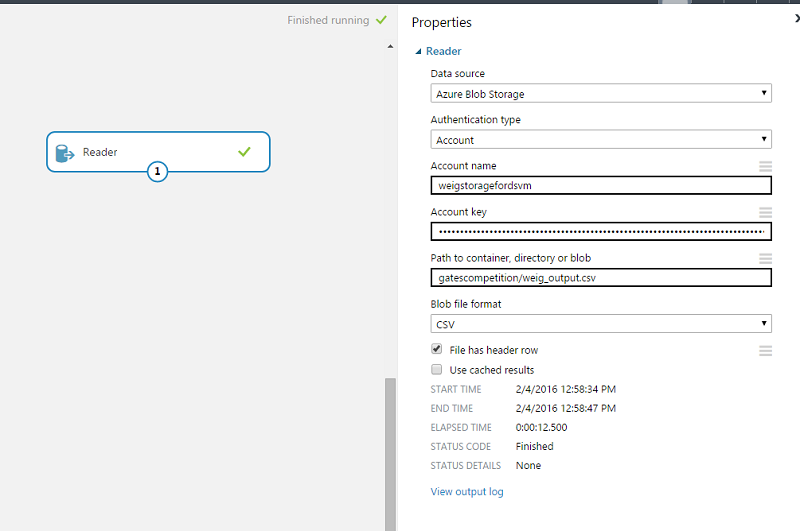 Finished running
Reader
1
Properties
Reader
Data source
Azure Blob Storage
Authentication type
Account
Account name
weigstoragefordsvm
Account key
Path to container, directory or blob
gatescompetition/weig_output.csv
Blob file format
CSV
File has header row
Use cached results
START TIME 2/4/2016 12:58:34 PM
END TIME 2/4/2016 12:58:47 PM
ELAPSED TIME 0:00:12.500
STATUS CODE Finished
STATUS DETAILS None
View output log